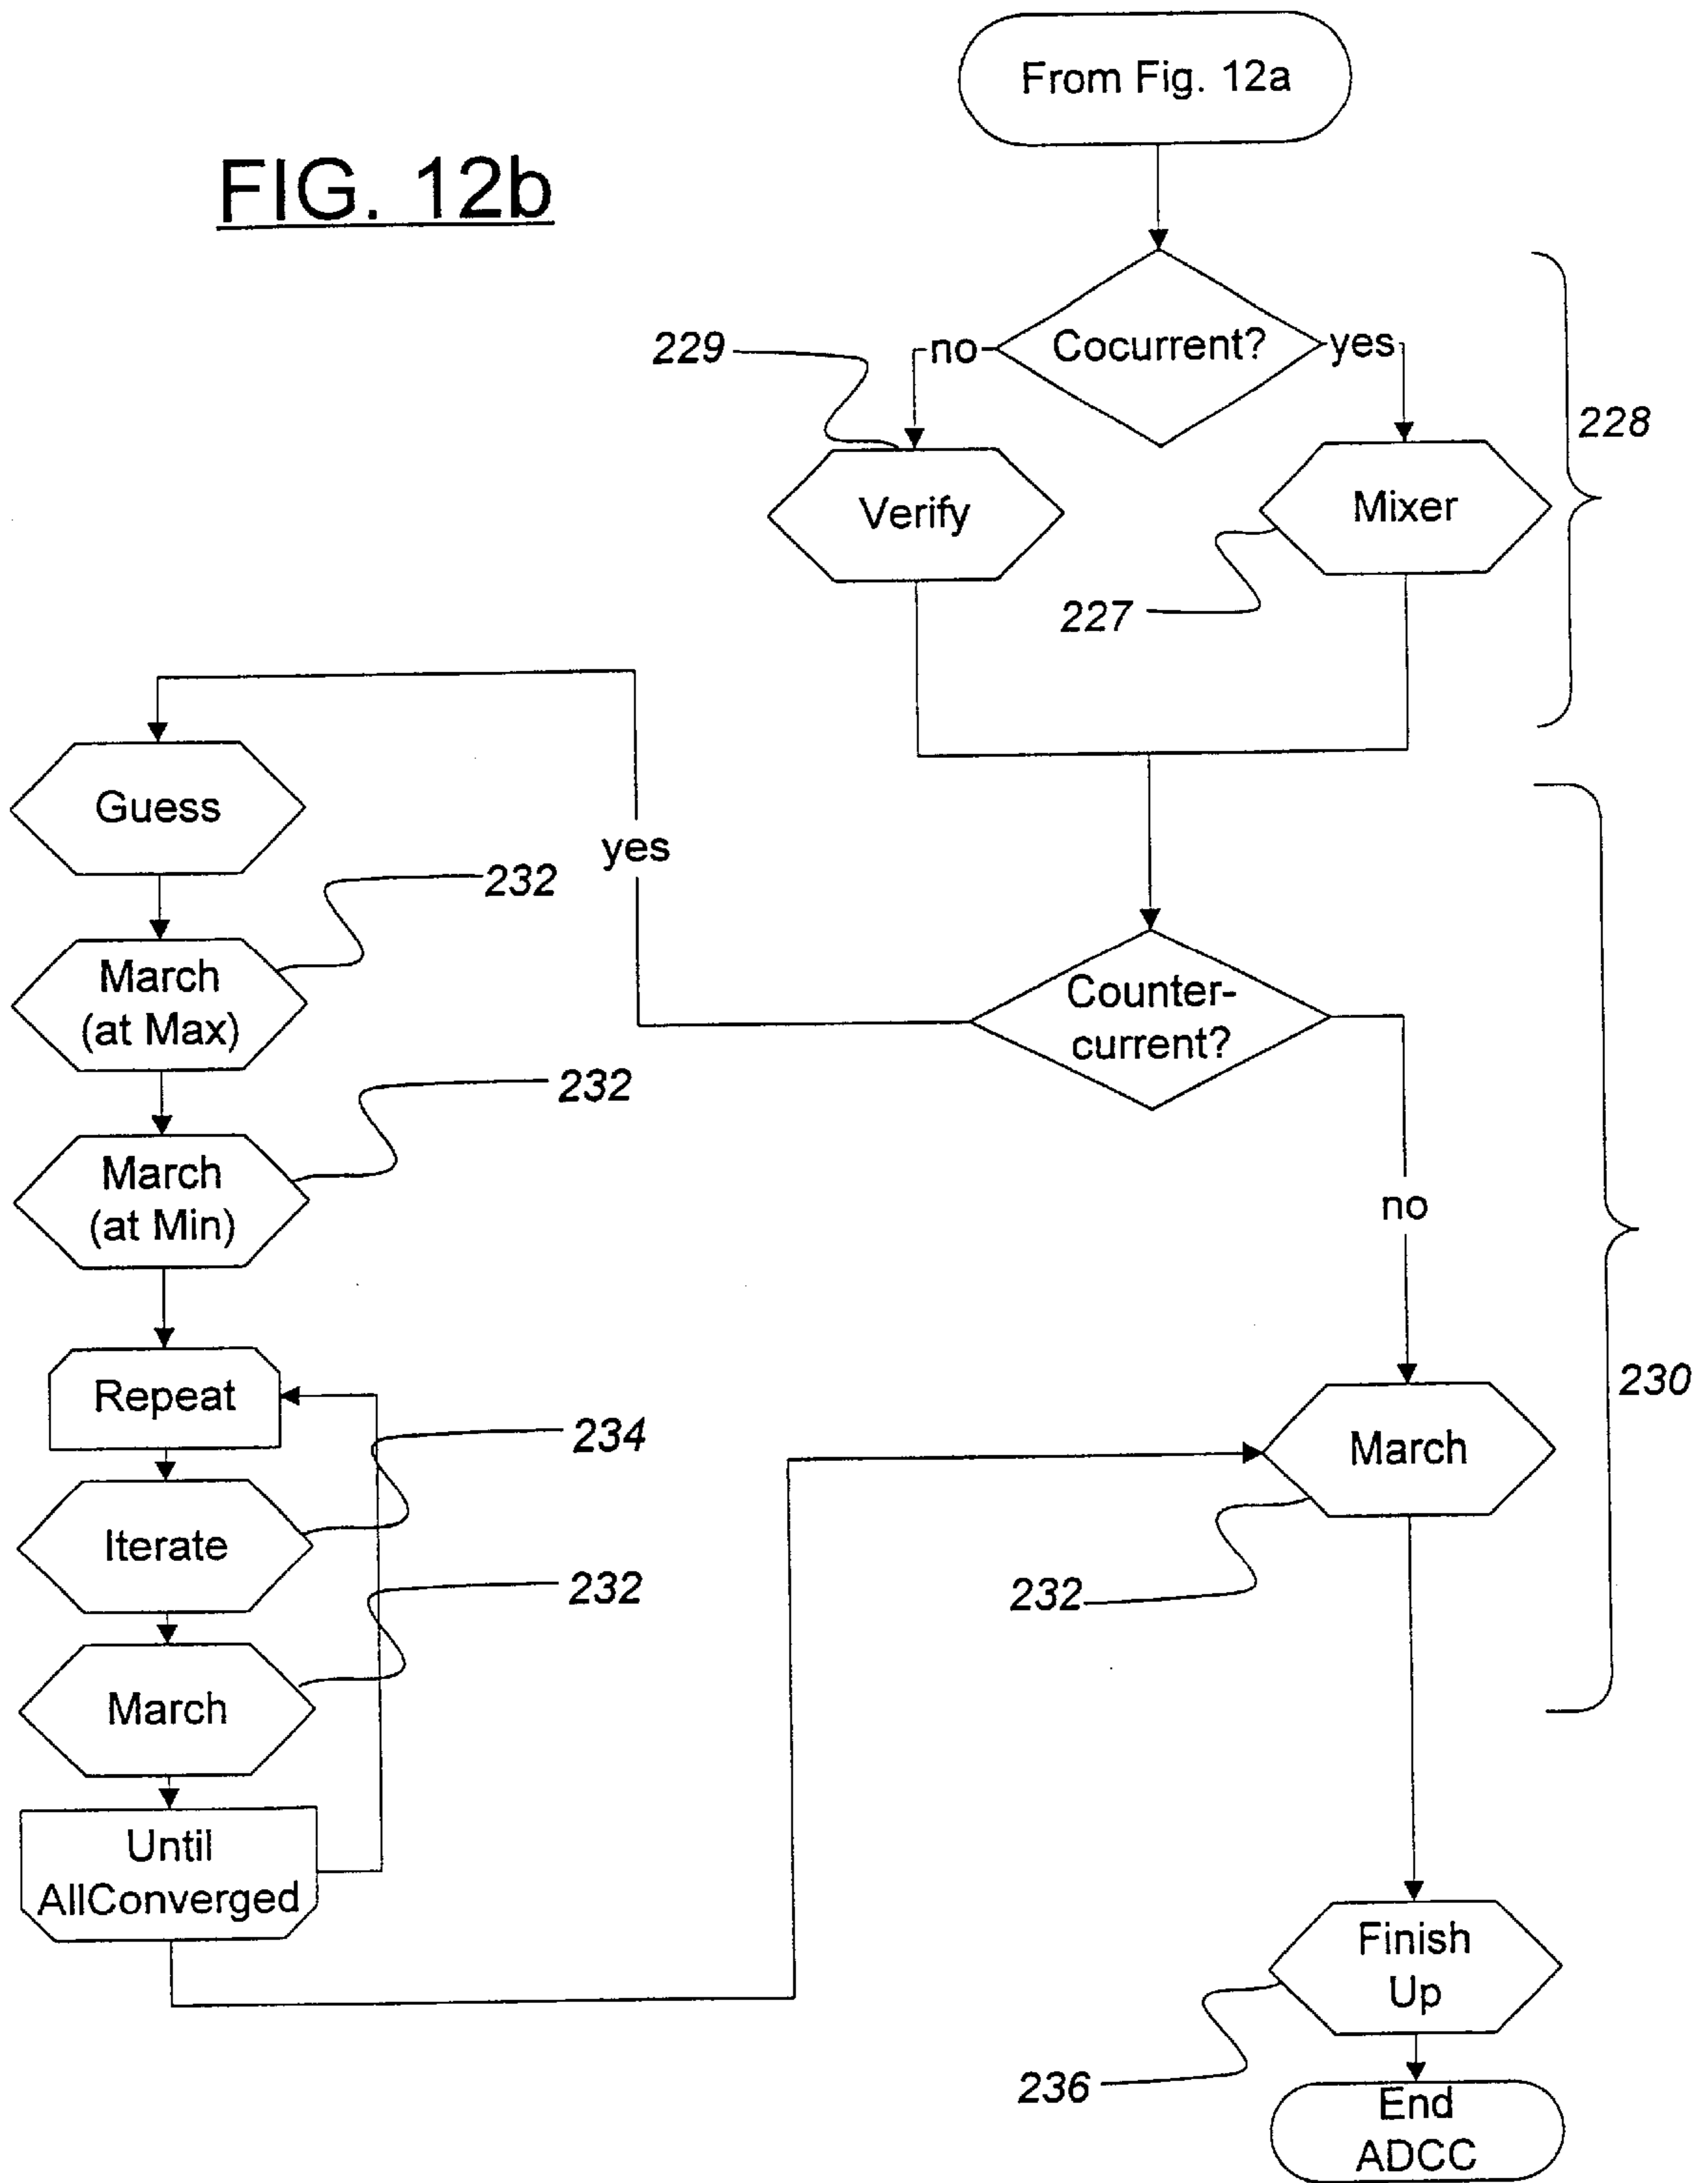 From Fig. 12a
FIG. 12b
Cocurrent?
no
yes
229
228
Verify
Mixer
227
Guess
yes
232
March
(at Max)
Counter-
current?
232
March
(at Min)
no
Repeat
230
234
March
Iterate
232
232
March
Until
AllConverged
Finish
Up
236
End
ADCC